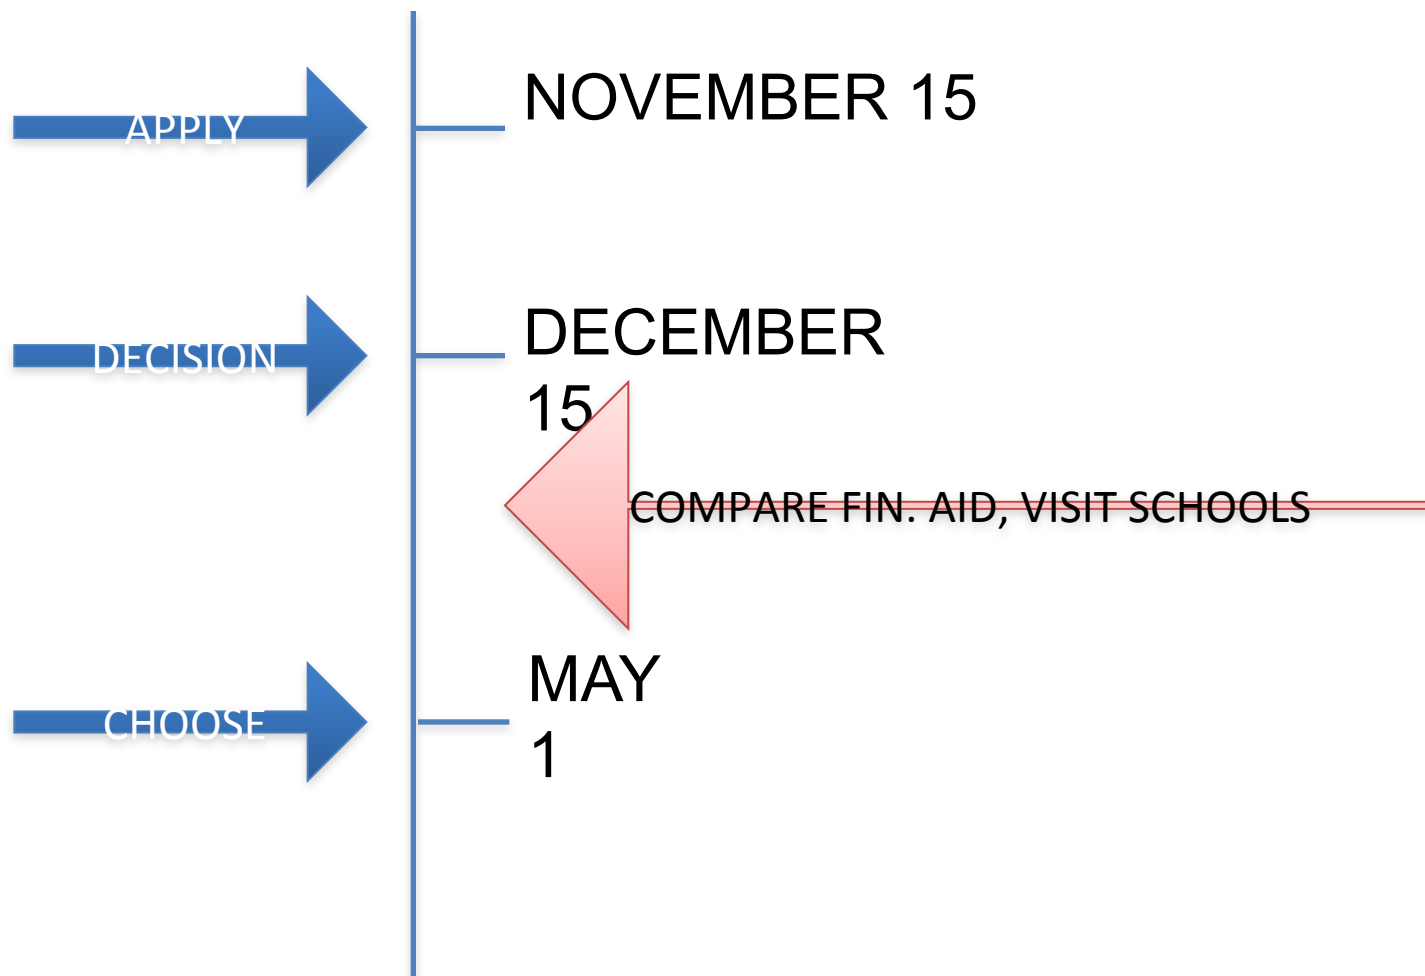 APPLY
NOVEMBER 15
DECISION
DECEMBER
15
COMPARE FIN. AID, VISIT SCHOOLS
CHOOSE
MAY
1